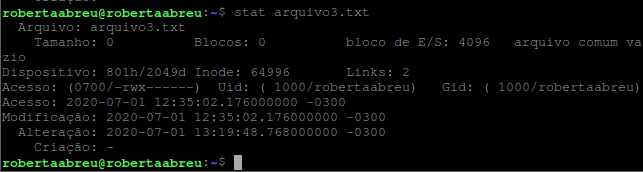 robertaabreu@robertaabreu:~$ stat arquivo3.txt
Arquivo: arquivo3.txt
Tamanho: 0 Blocos: 0 bloco de E/S: 4096 arquivo comum va
zio
Dispositivo: 801h/2049d Inode: 64996 Links: 2
Acesso: (0700/-rwx------) Uid: ( 1000/robertaabreu) Gid: ( 1000/robertaabreu)
Acesso: 2020-07-01 12:35:02.176000000 -0300
Modificação: 2020-07-01 12:35:02.176000000 -0300
Alteração: 2020-07-01 13:19:48.768000000 -0300
Criação: -
robertaabreu@robertaabreu:~$